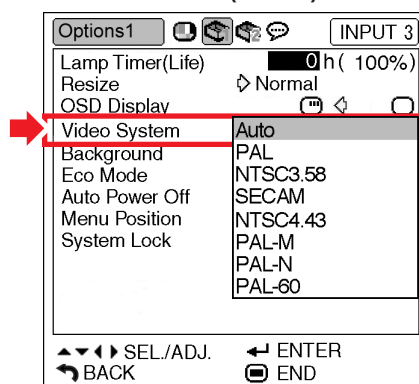 Options1 INPUT 3
Lamp Timer(Life) 0 h ( 100%)
Resize Normal
OSD Display
Video System Auto
Background PAL
Eco Mode NTSC3.58
Auto Power Off SECAM
Menu Position NTSC4.43
System Lock PAL-M
PAL-N
PAL-60
SEL./ADJ. ENTER
BACK END